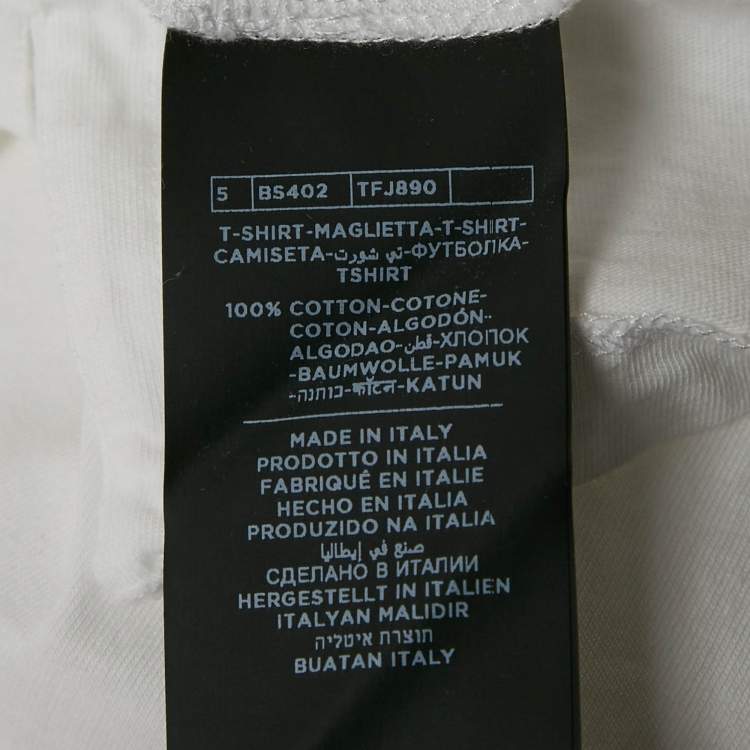 5 BS402 TFJ890
T-SHIRT-MAGLIETTA-T-SHIRT-
CAMISETA-تي شورت-ФУТБОЛКА-
TSHIRT
100% COTTON-COTONE-
COTON-ALGODÓN-
ALGODAO-قطن-ХЛОПОК
-BAUMWOLLE-PAMUK
-כותנה-कॉटन-KATUN
MADE IN ITALY
PRODOTTO IN ITALIA
FABRIQUÊ EN ITALIE
HECHO EN ITALIA
PRODUZIDO NA ITALIA
صنع في إيطاليا
СДЕЛАНО В ИТАЛИИ
HERGESTELLT IN ITALIEN
ITALYAN MALIDIR
תוצרת איטליה
BUATAN ITALY